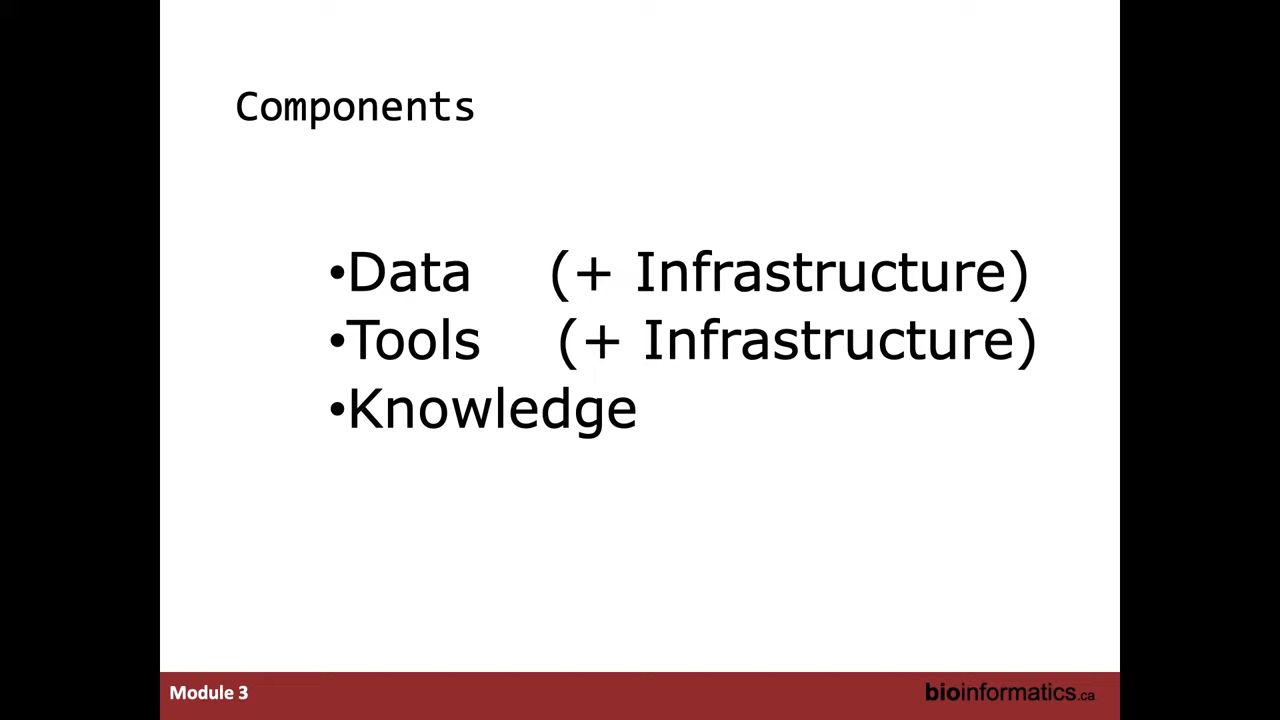 Components
•Data (+ Infrastructure)
•Tools (+ Infrastructure)
•Knowledge
Module 3
bioinformatics.ca